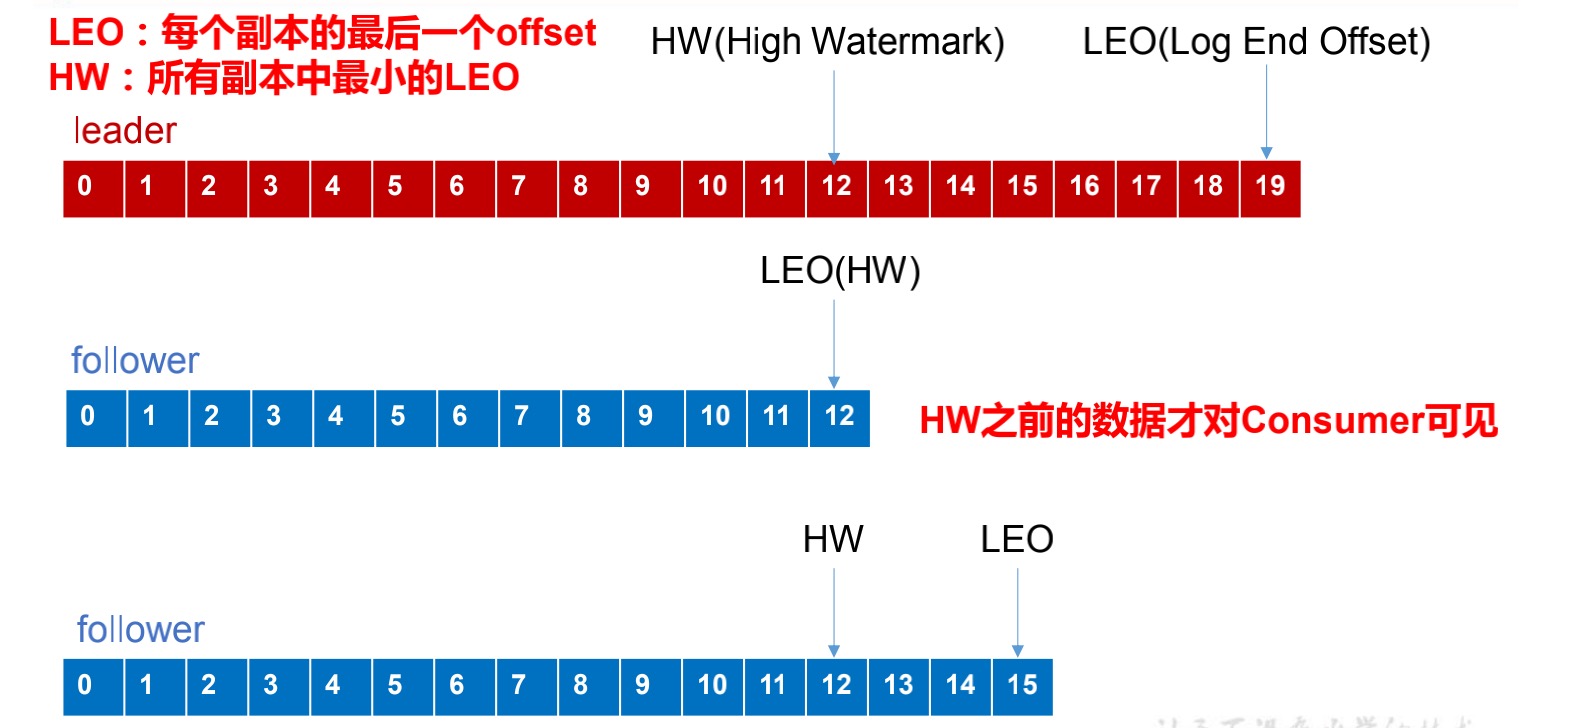 LEO：每个副本的最后一个offset
HW：所有副本中最小的LEO
HW(High Watermark)
LEO(Log End Offset)
leader
0 1 2 3 4 5 6 7 8 9 10 11 12 13 14 15 16 17 18 19
LEO(HW)
follower
0 1 2 3 4 5 6 7 8 9 10 11 12
HW之前的数据才对Consumer可见
HW
LEO
follower
0 1 2 3 4 5 6 7 8 9 10 11 12 13 14 15